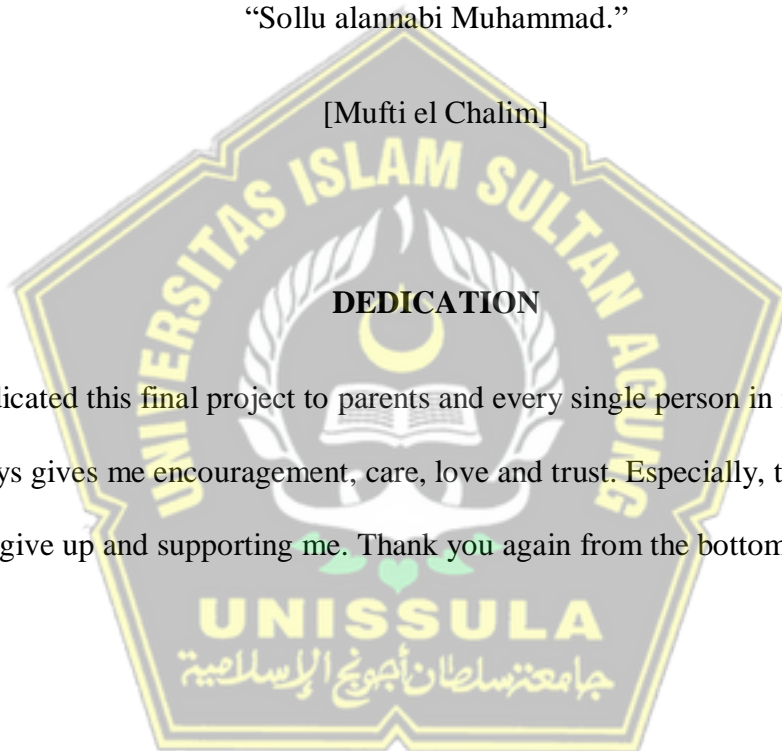 “Sollu alannabi Muhammad.”
[Mufti el Chalim]
UNIVERSITAS ISLAM SULTAN AGUNG
DEDICATION
dicated this final project to parents and every single person in
ys gives me encouragement, care, love and trust. Especially, t
give up and supporting me. Thank you again from the bottom
UNISSULA
جامعة سلطان أجونج الإسلامية